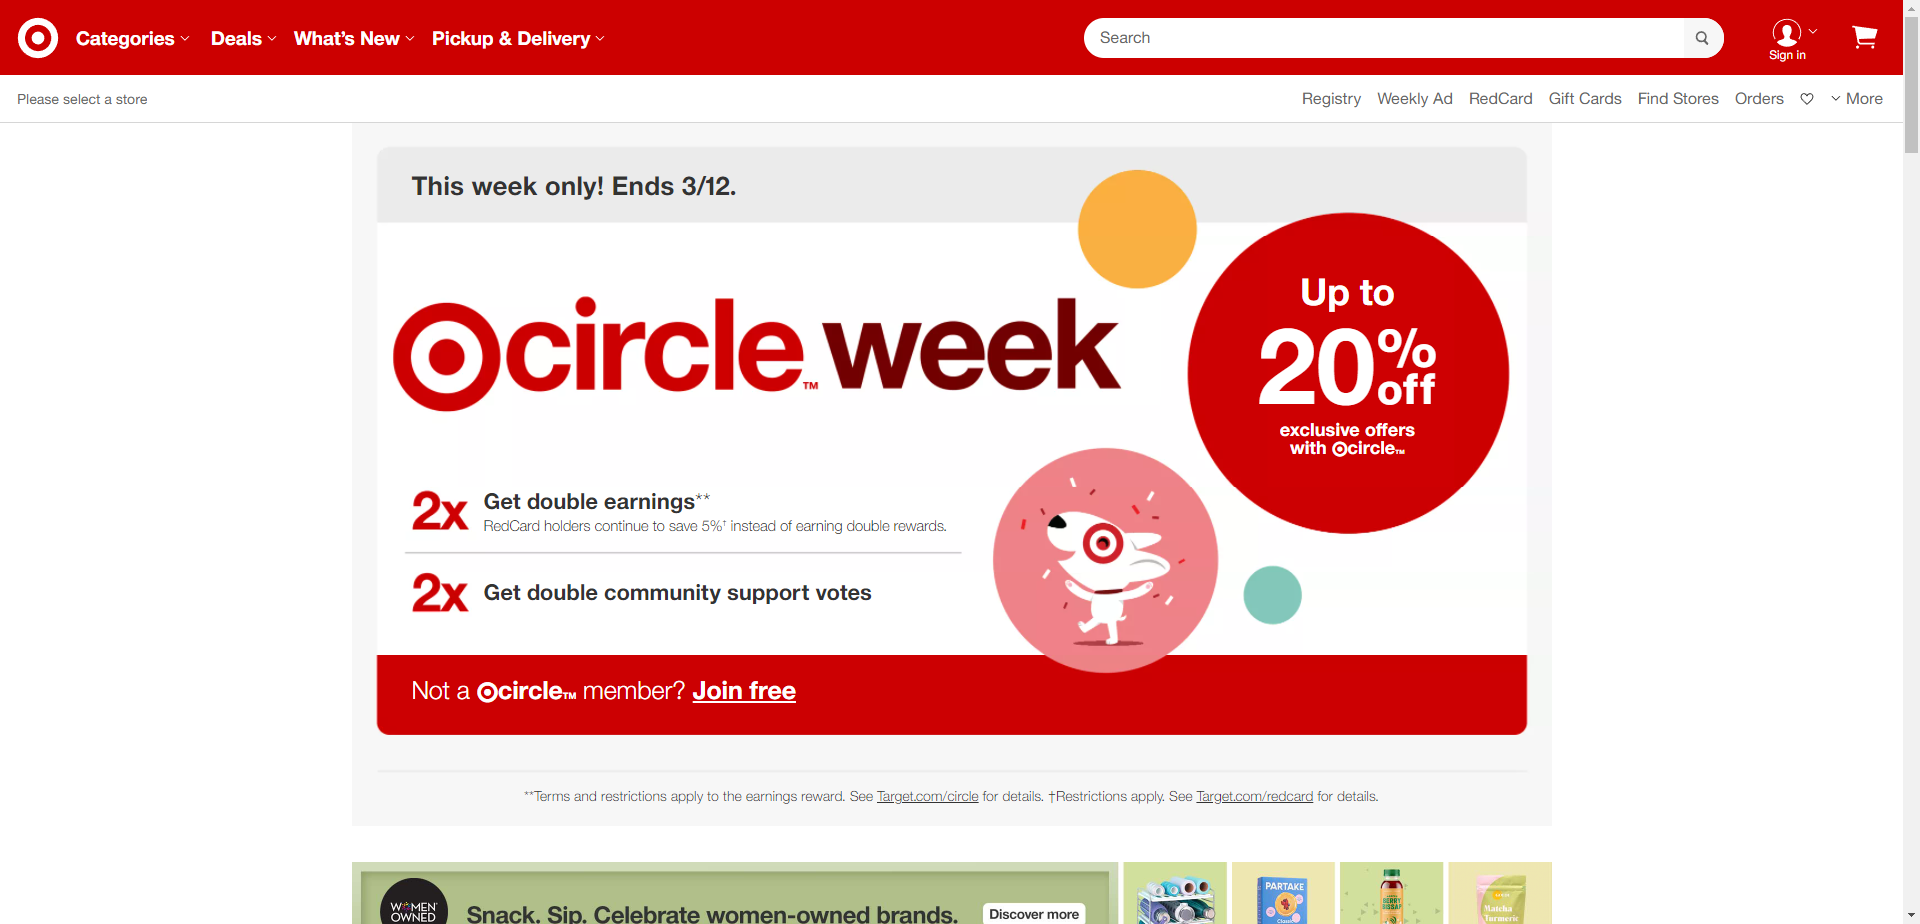 Categories
Deals
What's New
Pickup & Delivery
Search
Sign in
Please select a store
Registry
Weekly Ad
RedCard
Gift Cards
Find Stores
Orders
More
This week only! Ends 3/12.
circle™ week
Up to
20% off
exclusive offers
with circle™
2x Get double earnings**
RedCard holders continue to save 5%† instead of earning double rewards.
2x Get double community support votes
Not a circle™ member? Join free
**Terms and restrictions apply to the earnings reward. See Target.com/circle for details. †Restrictions apply. See Target.com/redcard for details.
WOMEN
OWNED
Snack. Sip. Celebrate women-owned brands.
Discover more
PARTAKE
Classic
BERRY
BISSAP
Matcha
Turmeric